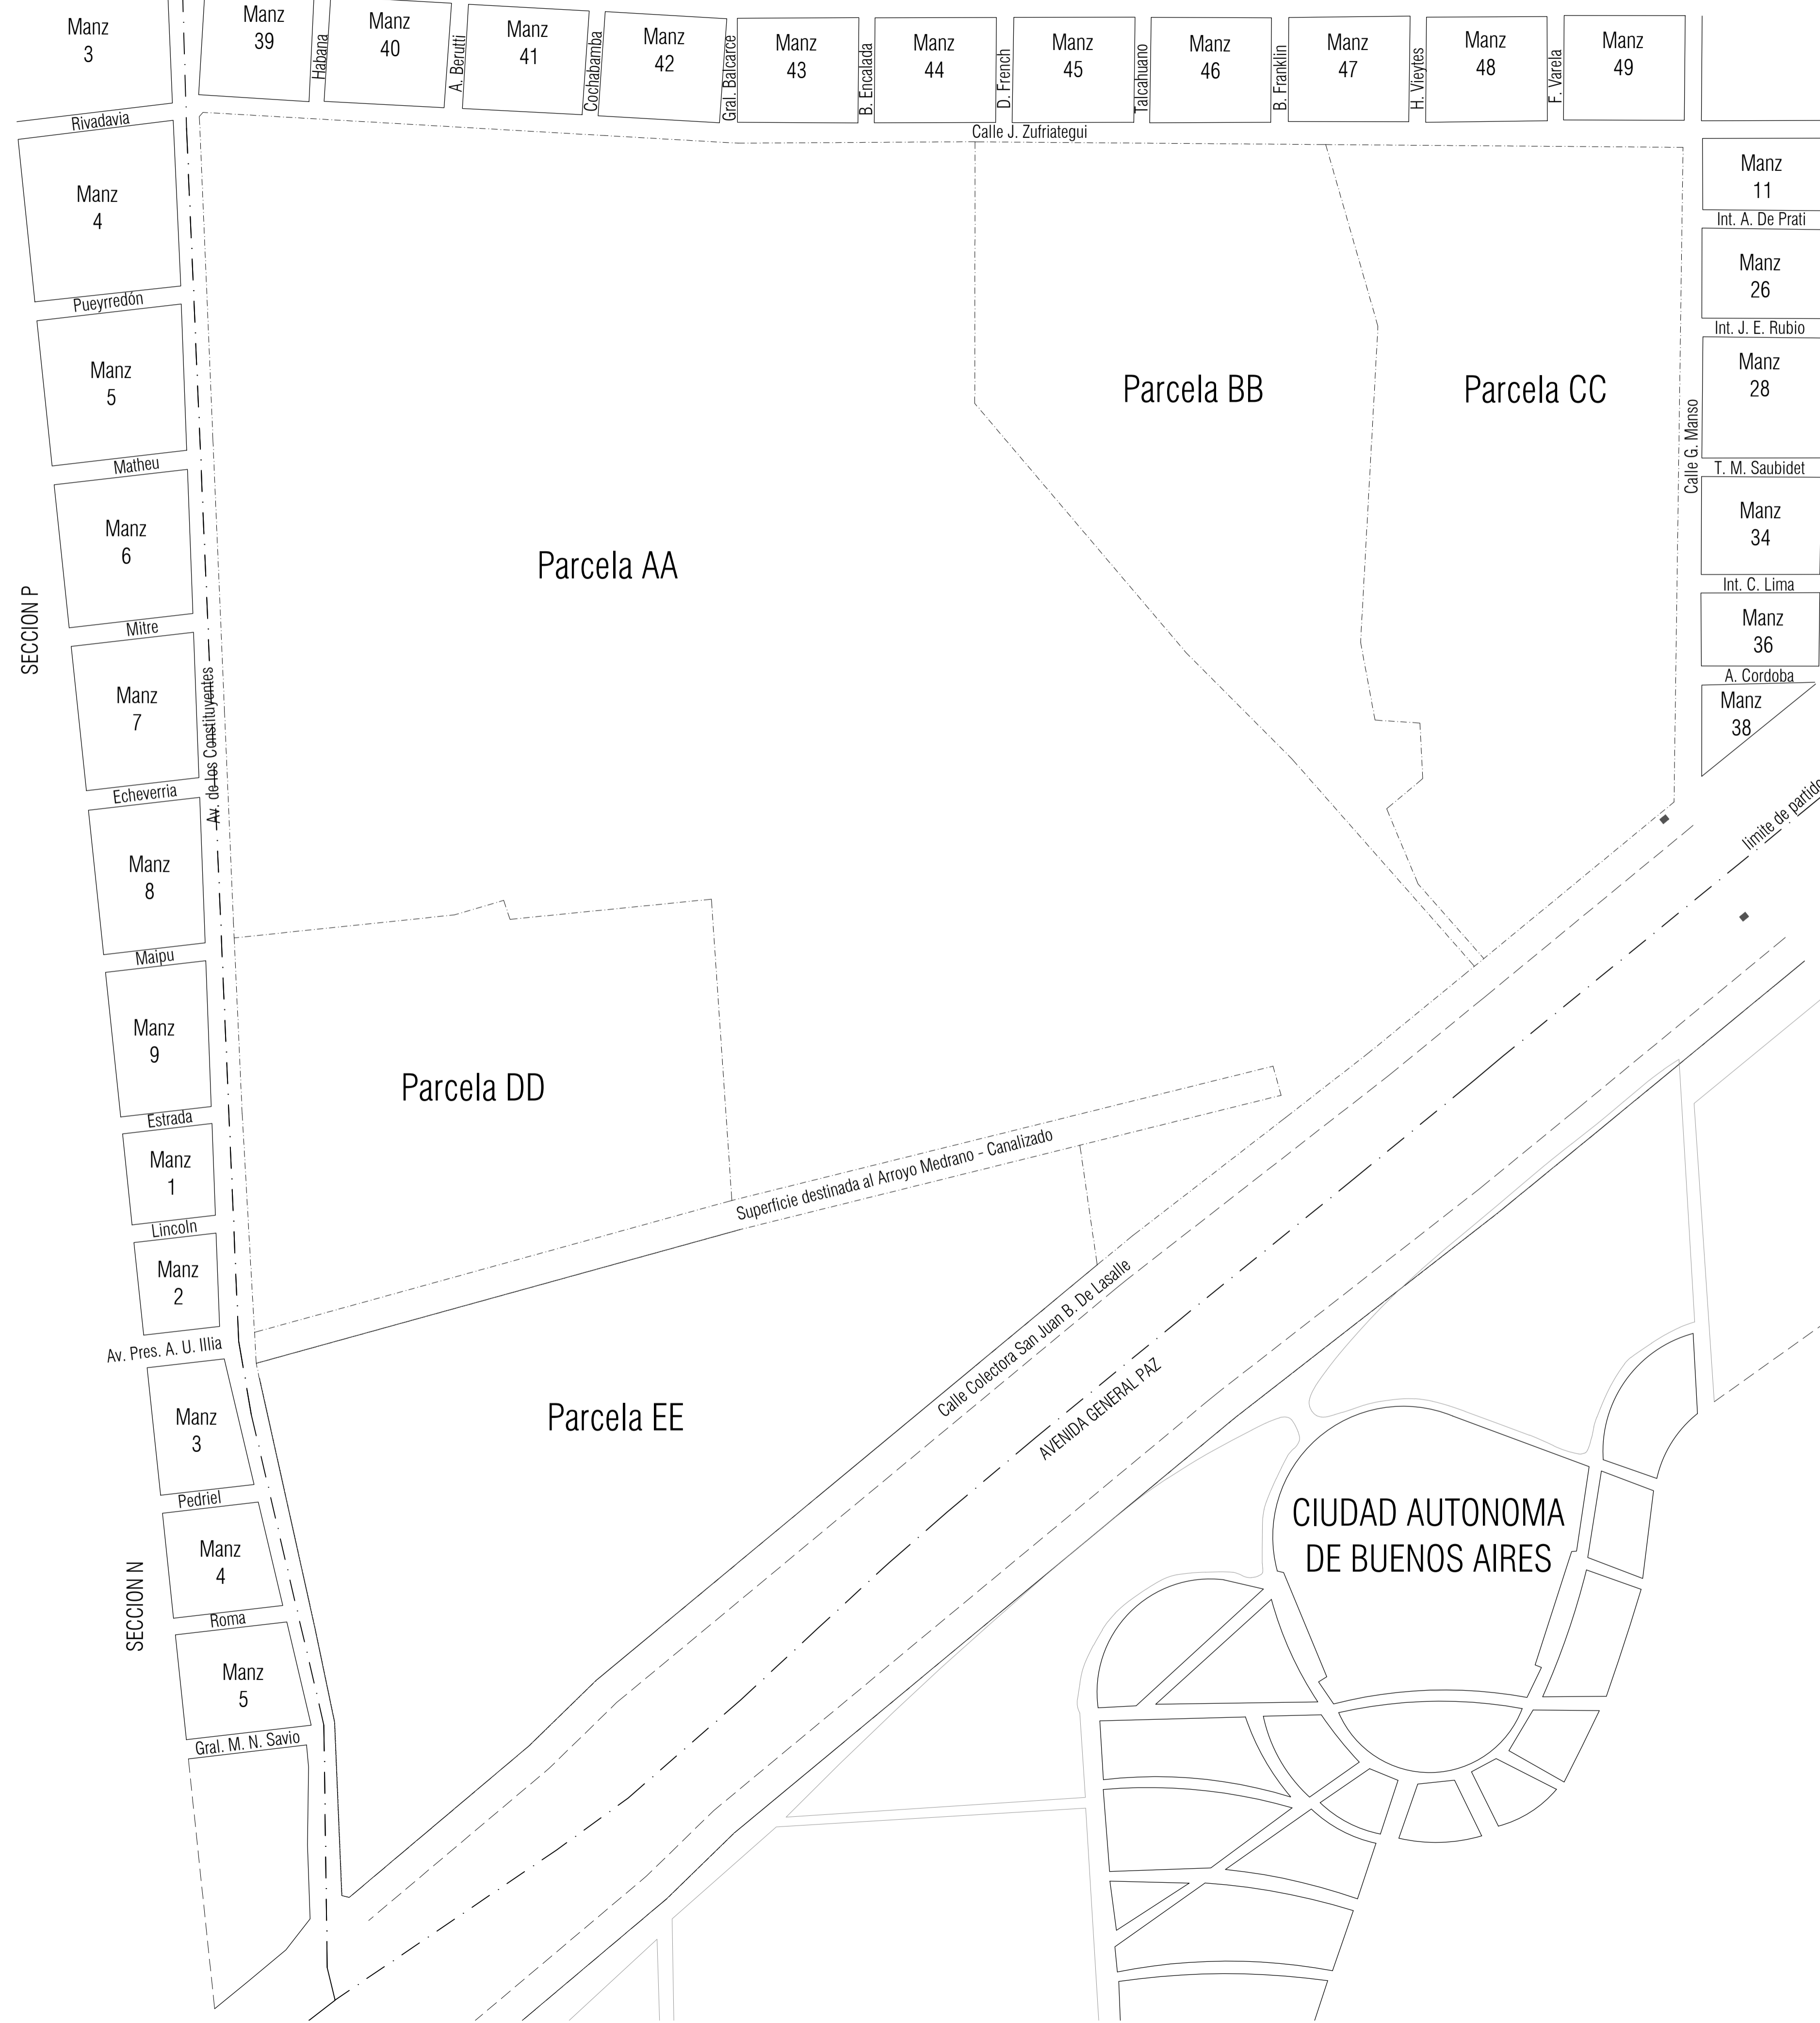 Manz
3
Manz
39
Habana
Manz
40
A. Berutti
Manz
41
Cochabamba
Manz
42
Gral. Balcarce
Manz
43
B. Encalada
Manz
44
D. French
Manz
45
Talcahuano
Manz
46
B. Franklin
Manz
47
H. Vieytes
Manz
48
F. Varela
Manz
49
Rivadavia
Calle J. Zufriategui
Manz
4
Pueyrredón
Manz
5
Matheu
Manz
6
SECCION P
Mitre
Manz
7
Av. de los Constituyentes
Echeverria
Manz
8
Maipu
Manz
9
Estrada
Manz
1
Lincoln
Manz
2
Av. Pres. A. U. Illia
Manz
3
Pedriel
Manz
4
SECCION N
Roma
Manz
5
Gral. M. N. Savio
Parcela AA
Parcela BB
Parcela CC
Parcela DD
Parcela EE
Calle G. Manso
Manz
11
Int. A. De Prati
Manz
26
Int. J. E. Rubio
Manz
28
T. M. Saubidet
Manz
34
Int. C. Lima
Manz
36
A. Cordoba
Manz
38
limite de partido
Superficie destinada al Arroyo Medrano - Canalizado
Calle Colectora San Juan B. De Lasalle
AVENIDA GENERAL PAZ
CIUDAD AUTONOMA
DE BUENOS AIRES